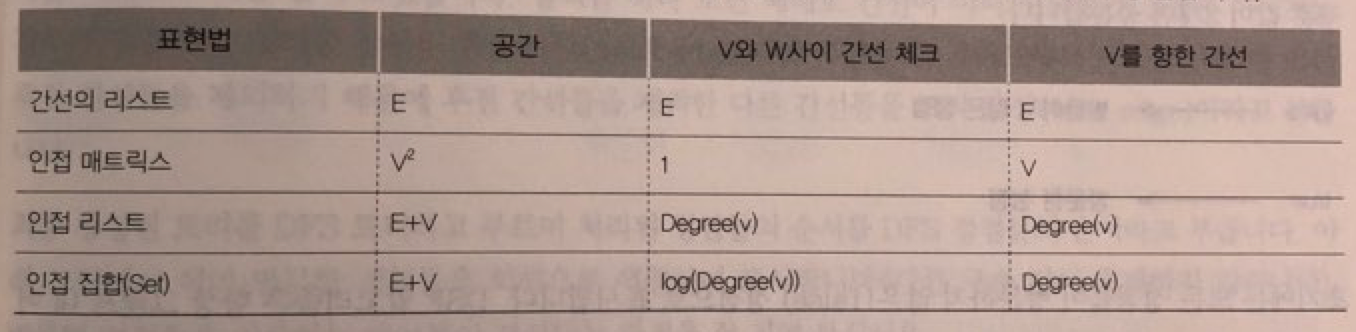 표현법 공간 V와 W사이 간선 체크 V를 향한 간선
간선의 리스트 E E E
인접 매트릭스 V² 1 V
인접 리스트 E+V Degree(v) Degree(v)
인접 집합(Set) E+V log(Degree(v)) Degree(v)